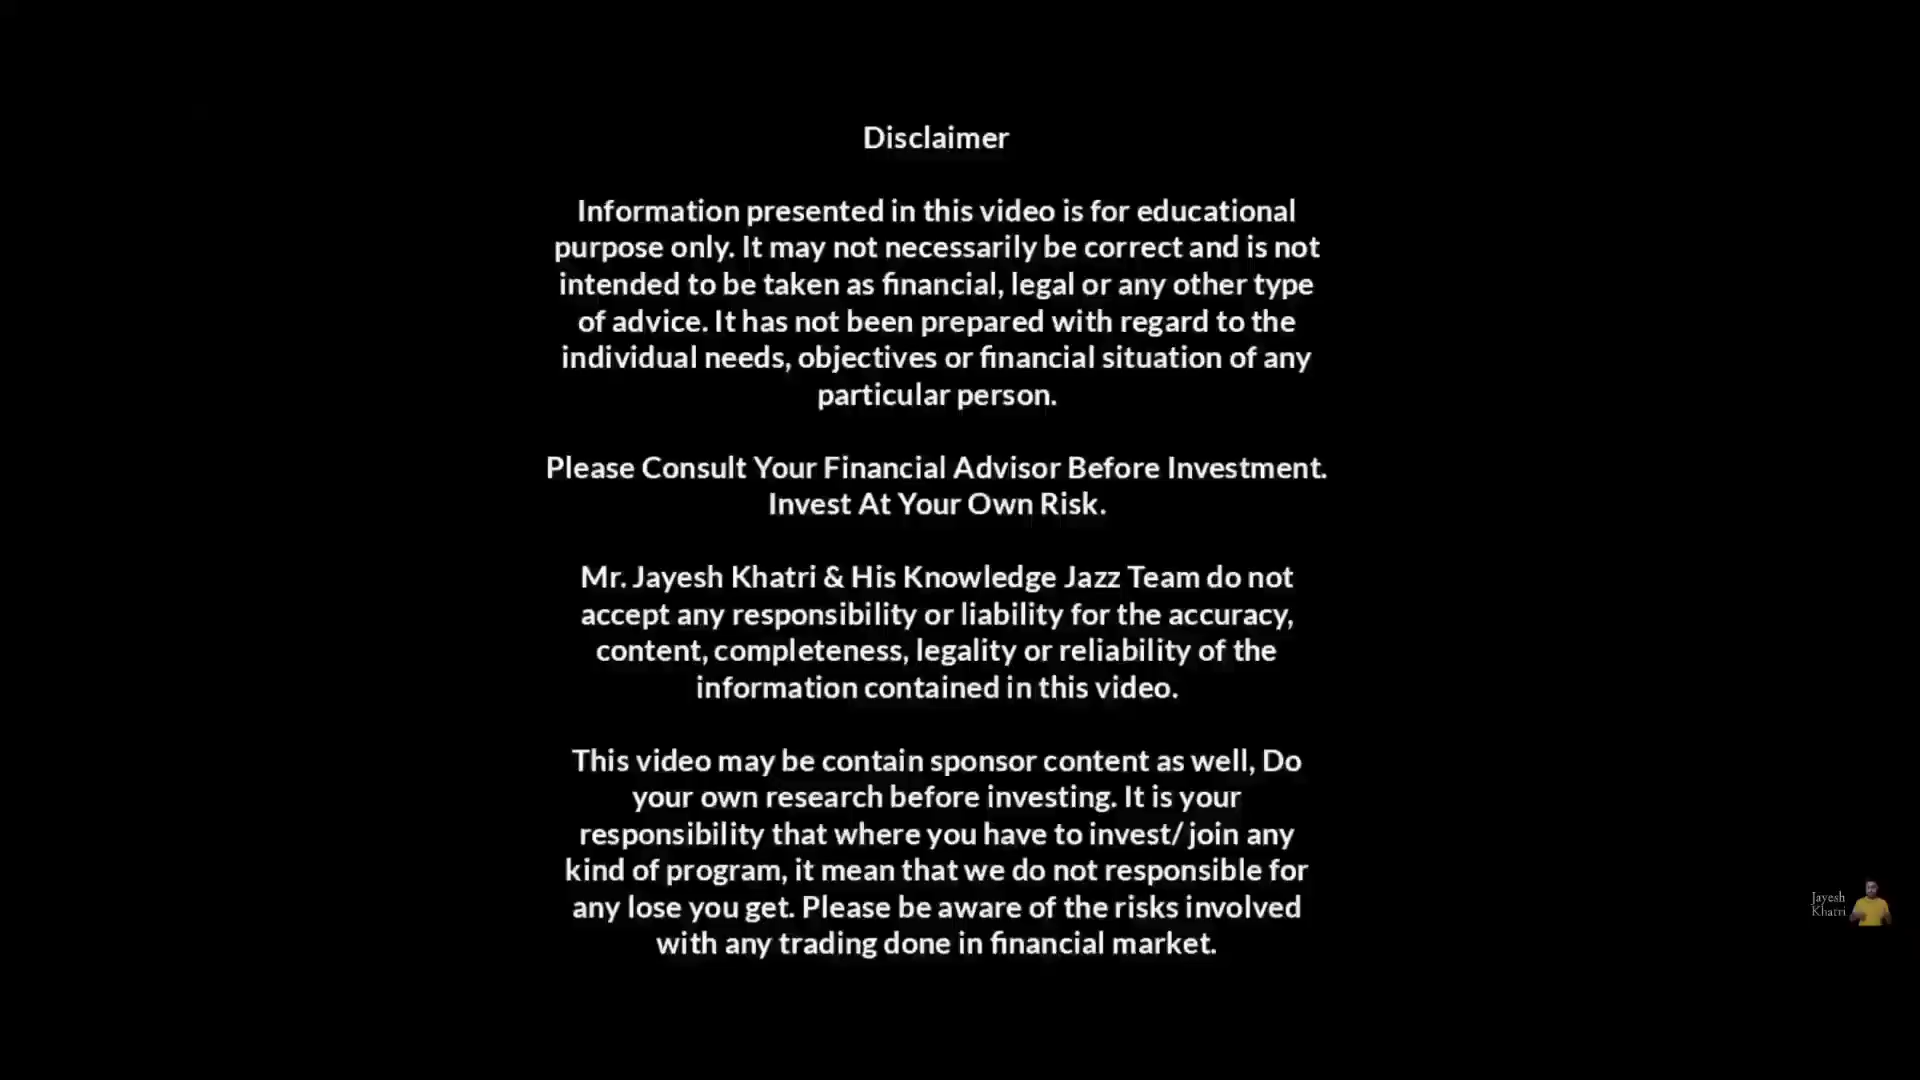 Disclaimer
Information presented in this video is for educational
purpose only. It may not necessarily be correct and is not
intended to be taken as financial, legal or any other type
of advice. It has not been prepared with regard to the
individual needs, objectives or financial situation of any
particular person.
Please Consult Your Financial Advisor Before Investment.
Invest At Your Own Risk.
Mr. Jayesh Khatri & His Knowledge Jazz Team do not
accept any responsibility or liability for the accuracy,
content, completeness, legality or reliability of the
information contained in this video.
This video may be contain sponsor content as well, Do
your own research before investing. It is your
responsibility that where you have to invest/ join any
kind of program, it mean that we do not responsible for
any lose you get. Please be aware of the risks involved
with any trading done in financial market.
Jayesh
Khatri